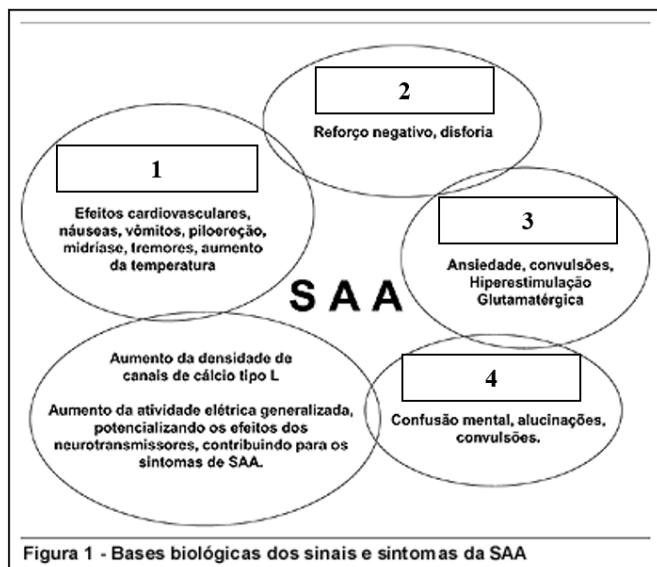 1
Efeitos cardiovasculares,
náuseas, vômitos, piloereção,
midríase, tremores, aumento
da temperatura
2
Reforço negativo, disforia
3
Ansiedade, convulsões,
Hiperestimulação
Glutamatérgica
SAA
4
Confusão mental, alucinações,
convulsões.
Aumento da densidade de
canais de cálcio tipo L
Aumento da atividade elétrica generalizada,
potencializando os efeitos dos
neurotransmissores, contribuindo para os
sintomas de SAA.
Figura 1 - Bases biológicas dos sinais e sintomas da SAA